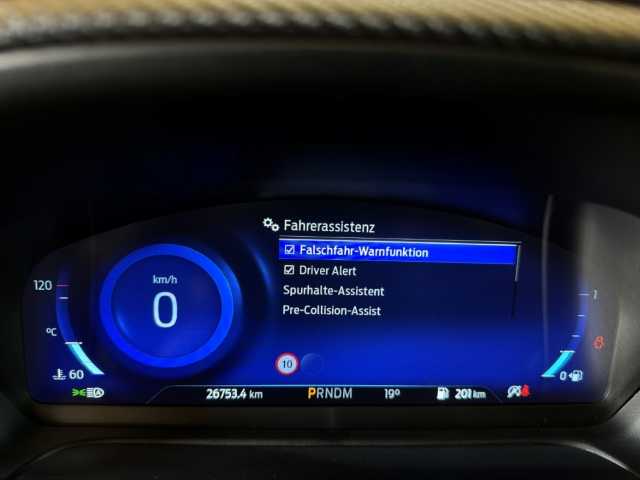 Fahrerassistenz
Falschfahr-Warnfunktion
Driver Alert
Spurhalte-Assistent
Pre-Collision-Assist
km/h
0
120
°C
60
1
0
10
26753.4 km
PRNDM
19°
201 km